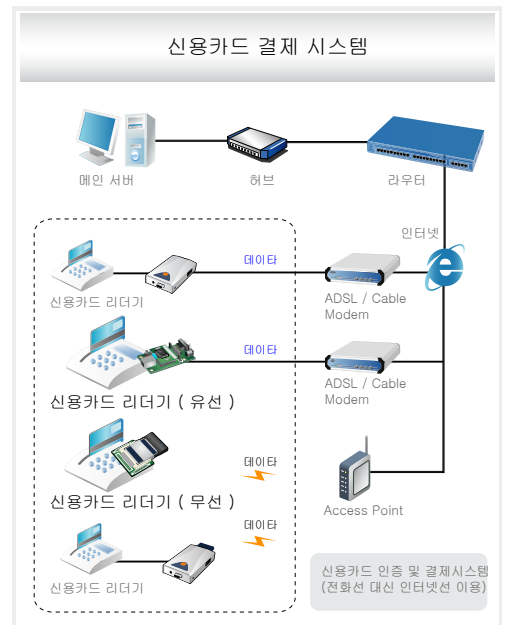 신용카드 결제 시스템
메인 서버
허브
라우터
인터넷
데이타
신용카드 리더기
ADSL / Cable
Modem
데이타
신용카드 리더기 ( 유선 )
ADSL / Cable
Modem
데이타
신용카드 리더기 ( 무선 )
Access Point
데이타
신용카드 리더기
신용카드 인증 및 결제시스템
(전화선 대신 인터넷선 이용)